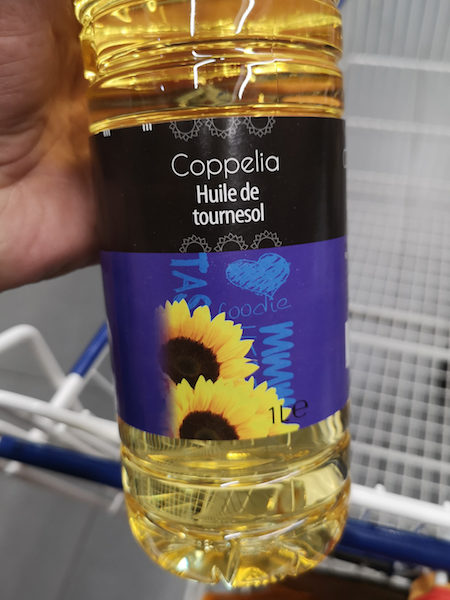 Coppelia
Huile de
tournesol
foodie
1L e